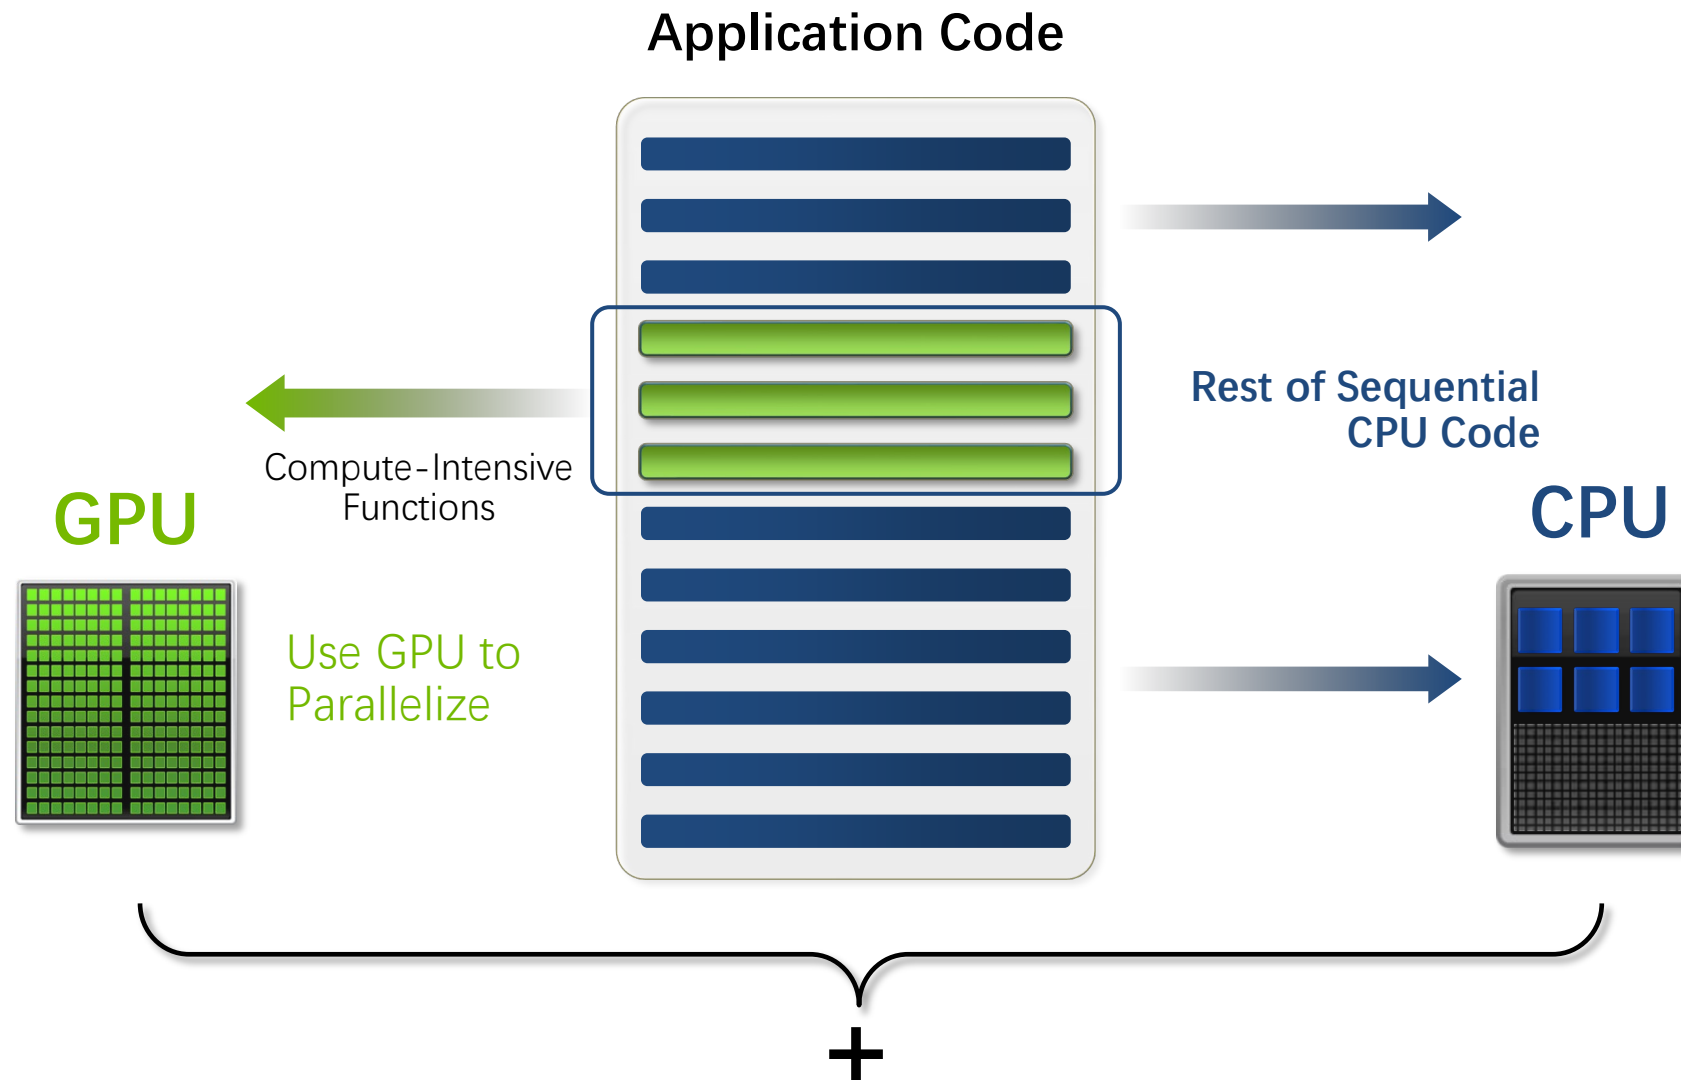 Application Code
Rest of Sequential
CPU Code
Compute-Intensive
Functions
GPU
CPU
Use GPU to
Parallelize
+